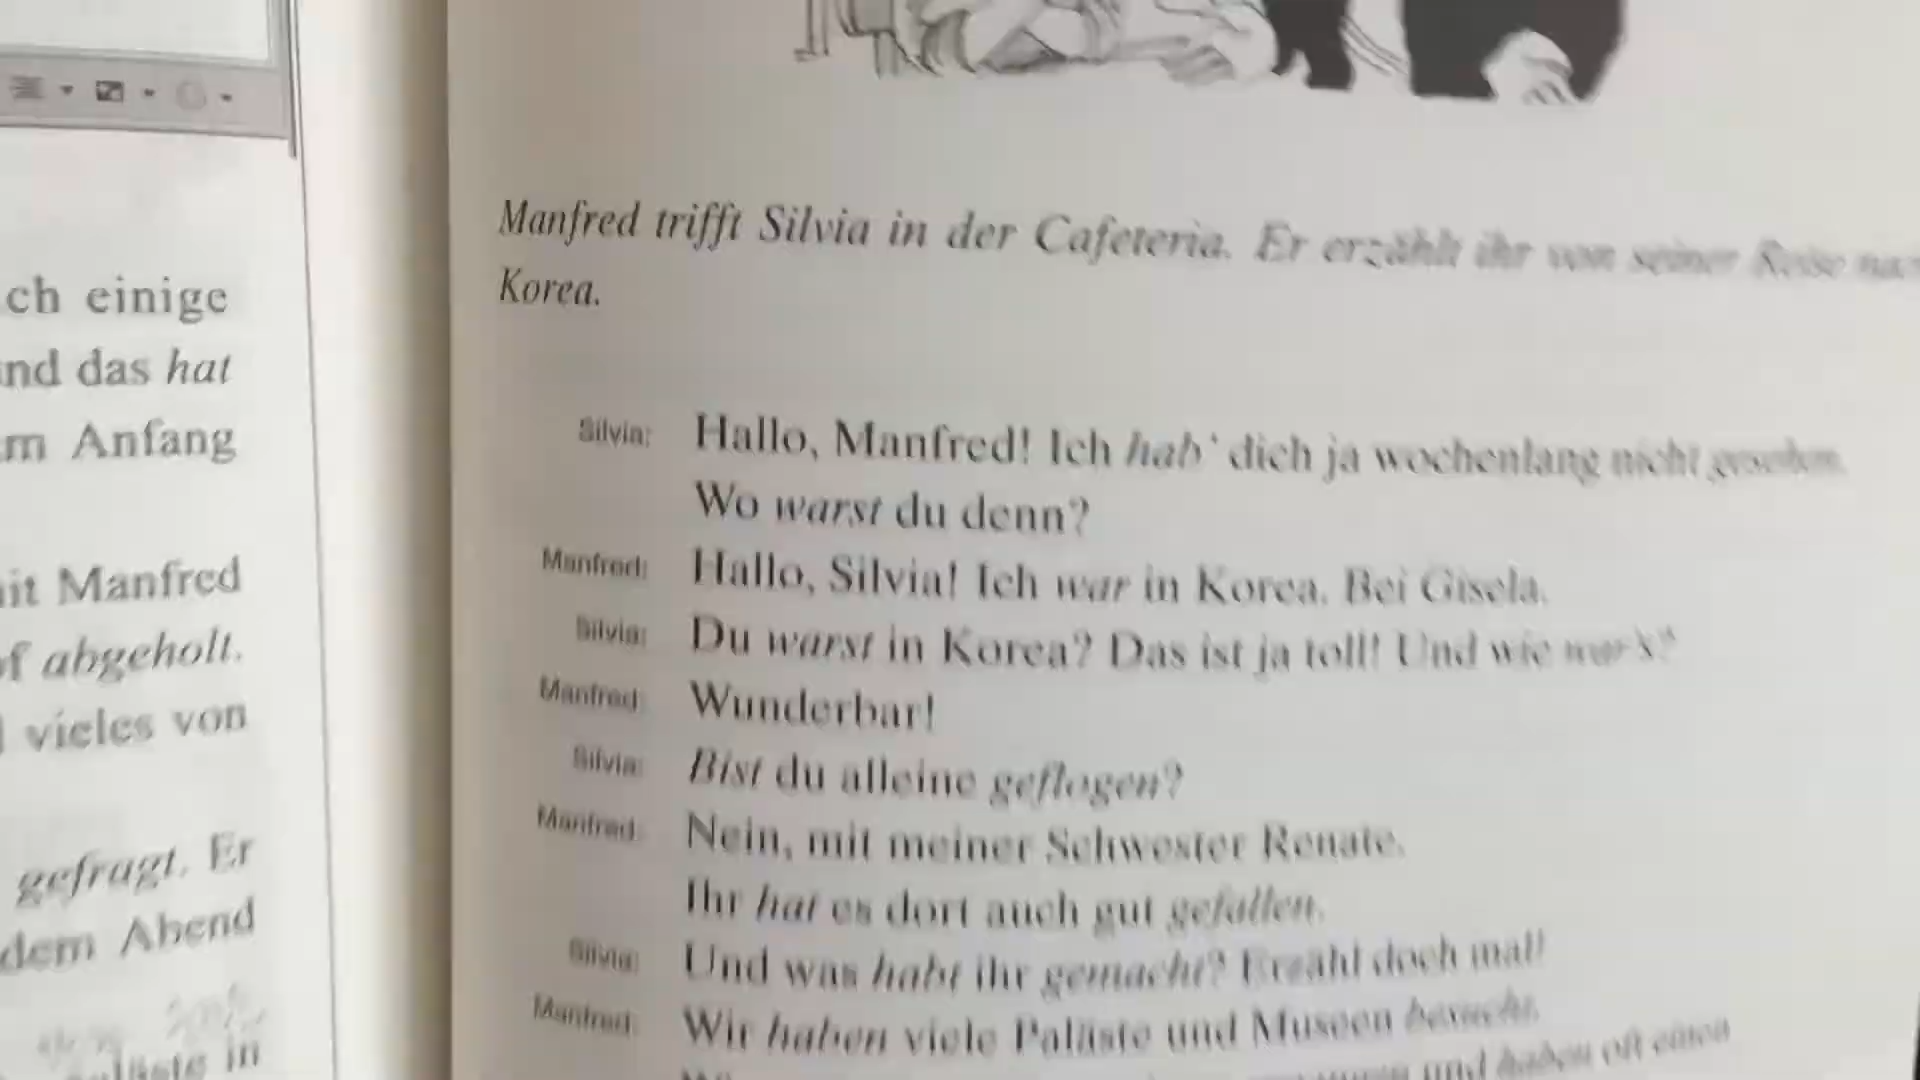 ch einige
nd das hat
m Anfang
it Manfred
f abgeholt.
vieles von
gefragt. Er
dem Abend
in
Manfred trifft Silvia in der Cafeteria. Er erzählt ihr von seiner Reise nach
Korea.
Silvia: Hallo, Manfred! Ich hab' dich ja wochenlang nicht gesehen.
Wo warst du denn?
Manfred: Hallo, Silvia! Ich war in Korea. Bei Gisela.
Silvia: Du warst in Korea? Das ist ja toll! Und wie war's?
Manfred: Wunderbar!
Silvia: Bist du alleine geflogen?
Manfred: Nein, mit meiner Schwester Renate.
Ihr hat es dort auch gut gefallen.
Silvia: Und was habt ihr gemacht? Erzähl doch mal!
Manfred: Wir haben viele Paläste und Museen besucht.
und haben oft einen